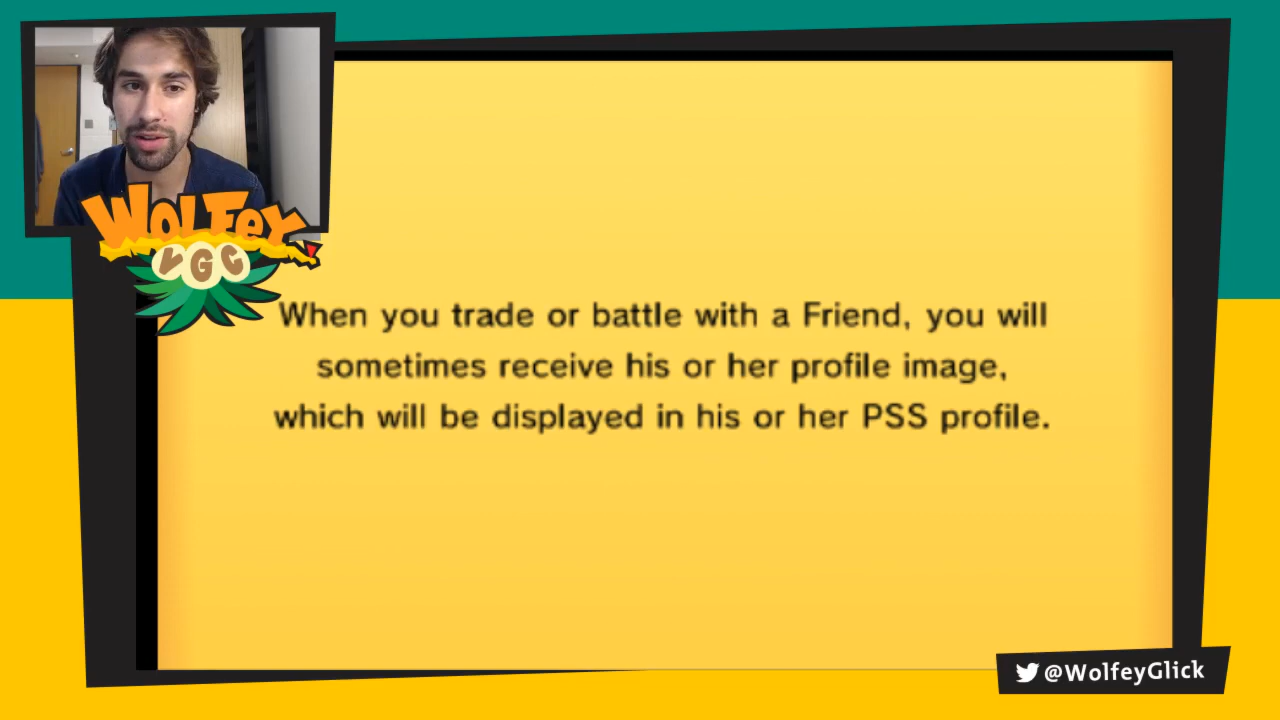 WOLFEY
VGC
When you trade or battle with a Friend, you will
sometimes receive his or her profile image,
which will be displayed in his or her PSS profile.
@WolfeyGlick